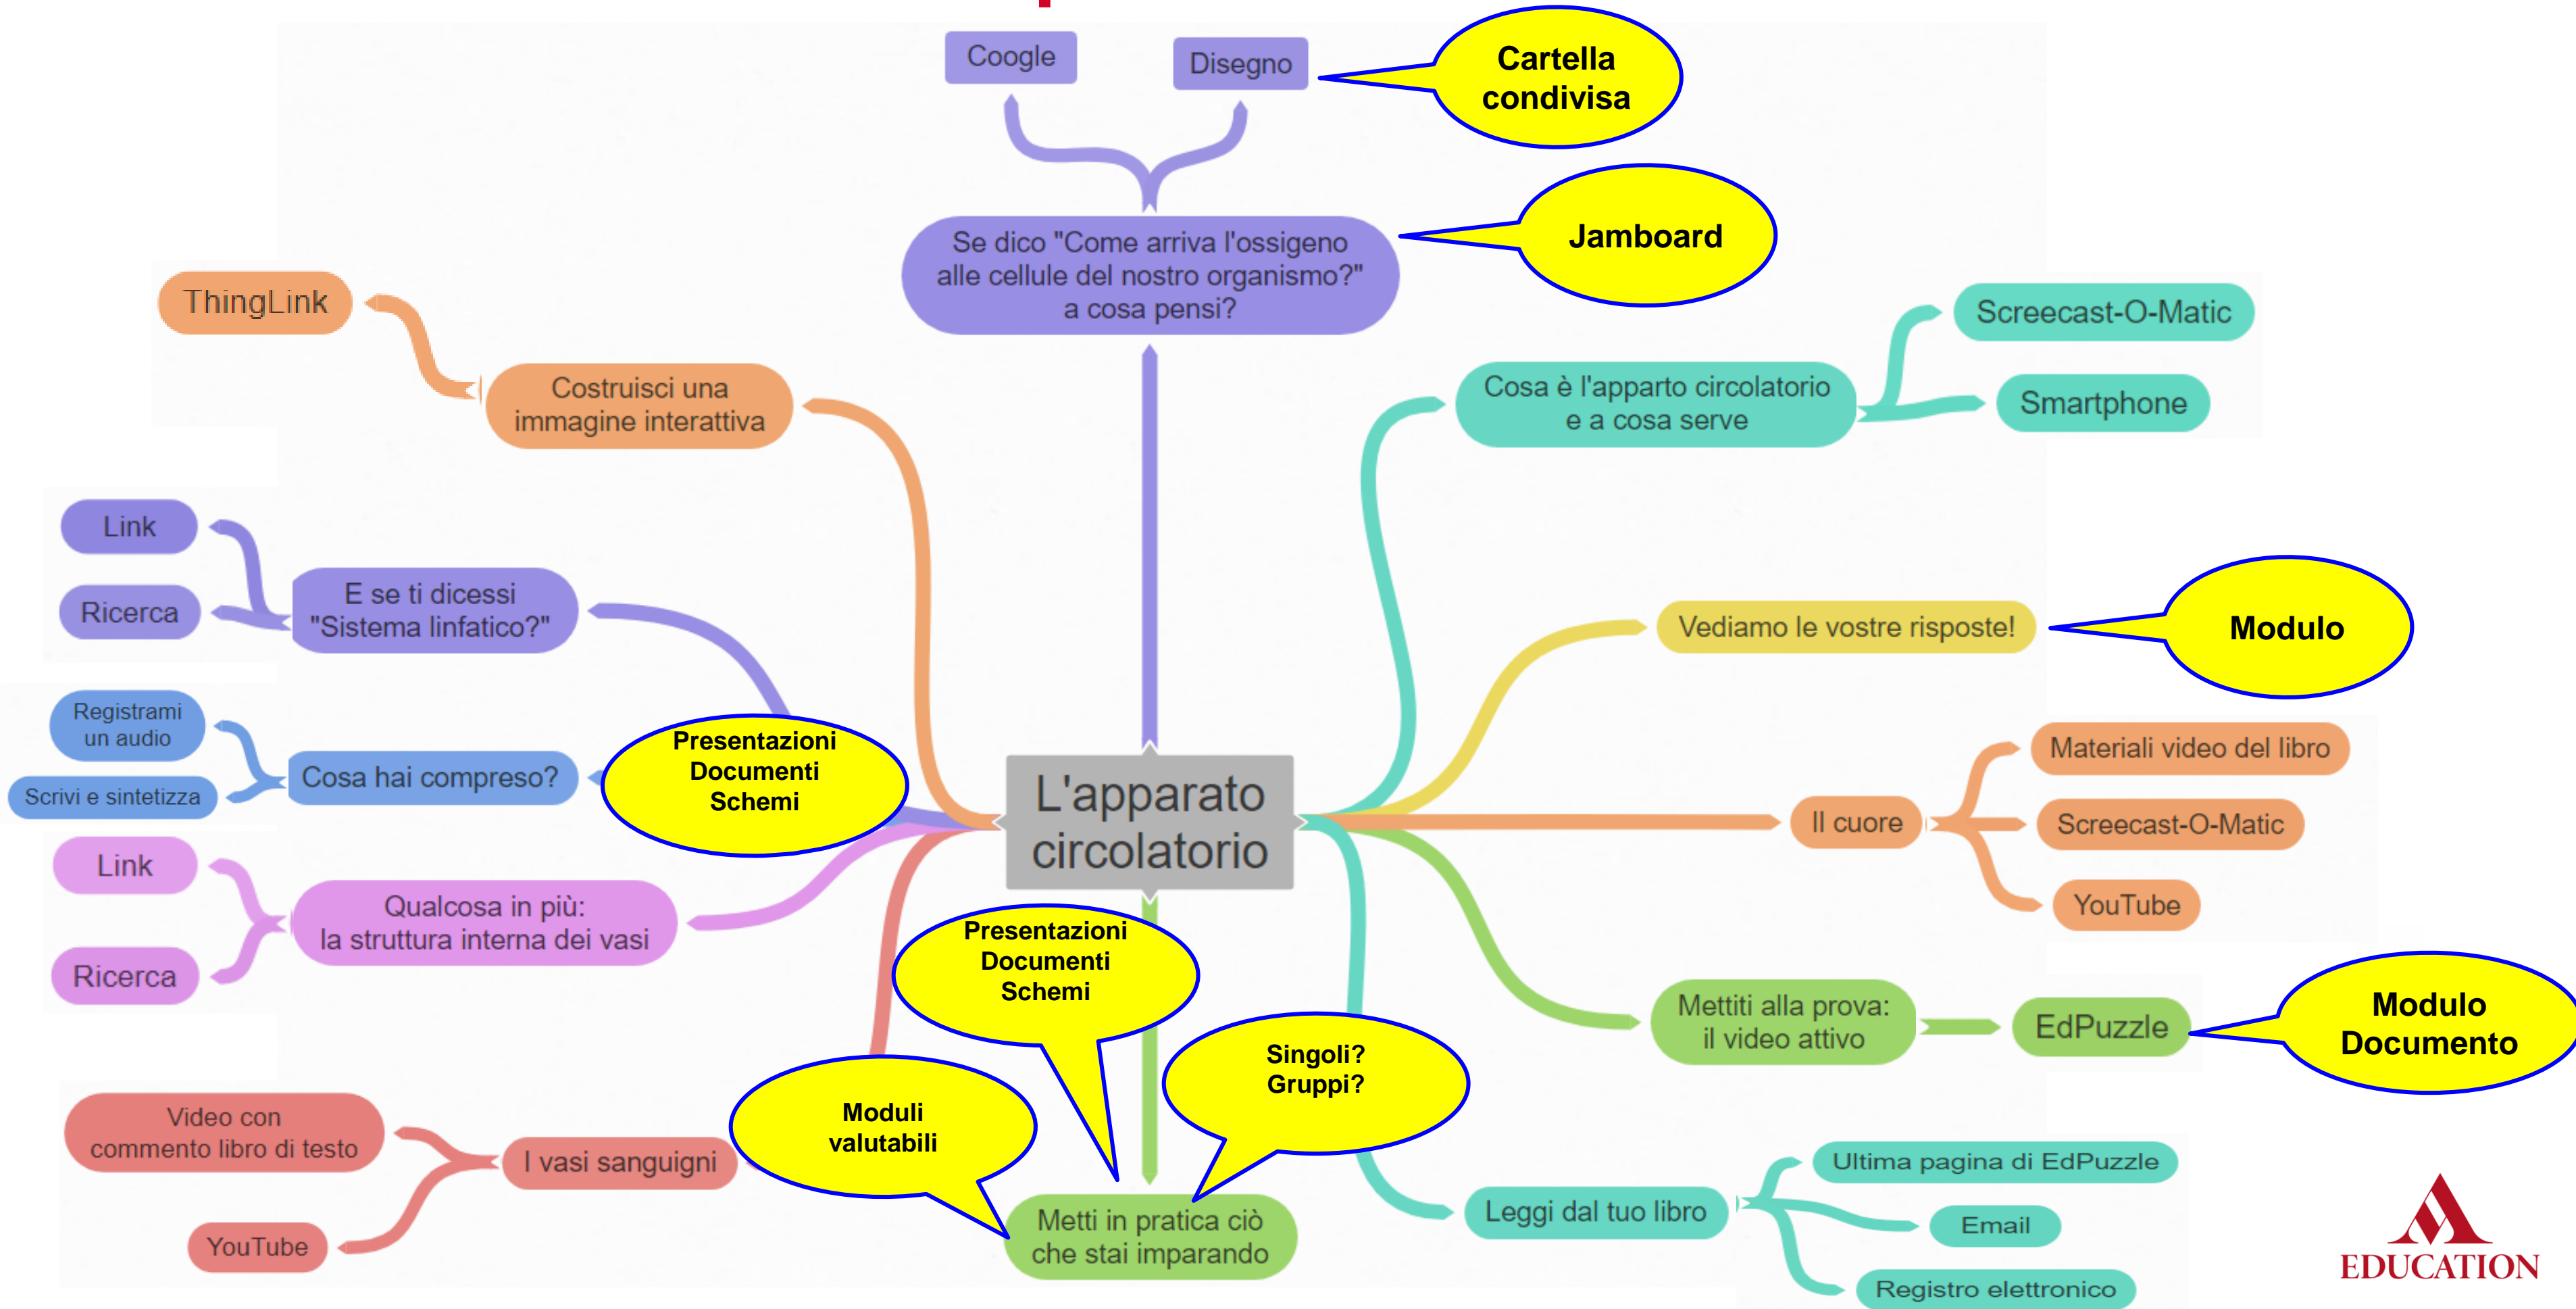 Coogle
Disegno
Cartella
condivisa
Se dico "Come arriva l'ossigeno
alle cellule del nostro organismo?"
a cosa pensi?
Jamboard
ThingLink
Costruisci una
immagine interattiva
Screecast-O-Matic
Cosa è l'apparto circolatorio
e a cosa serve
Smartphone
Link
Ricerca
E se ti dicessi
"Sistema linfatico?"
Vediamo le vostre risposte!
Modulo
Registrami
un audio
Scrivi e sintetizza
Cosa hai compreso?
Presentazioni
Documenti
Schemi
L'apparato
circolatorio
Il cuore
Materiali video del libro
Screecast-O-Matic
YouTube
Link
Ricerca
Qualcosa in più:
la struttura interna dei vasi
Presentazioni
Documenti
Schemi
Mettiti alla prova:
il video attivo
EdPuzzle
Modulo
Documento
Singoli?
Gruppi?
Moduli
valutabili
Video con
commento libro di testo
I vasi sanguigni
YouTube
Metti in pratica ciò
che stai imparando
Leggi dal tuo libro
Ultima pagina di EdPuzzle
Email
Registro elettronico
EDUCATION